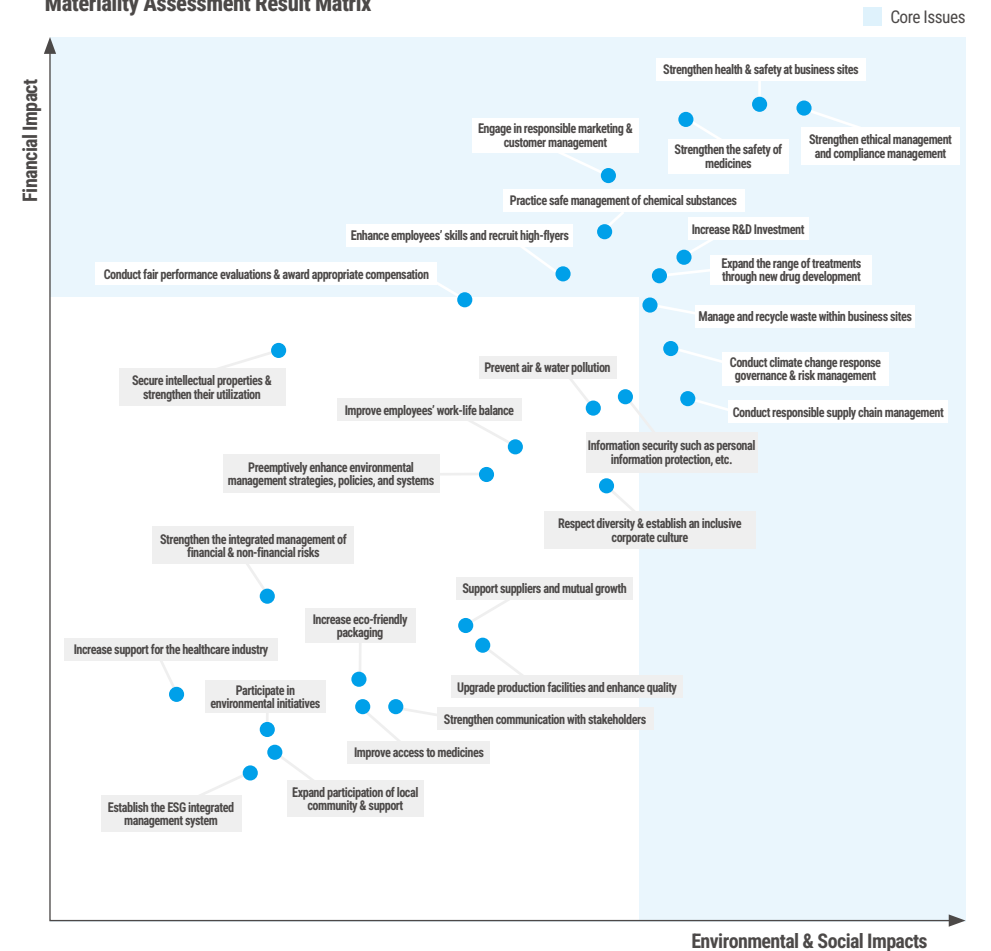 Materiality Assessment Result Matrix
Core Issues
Financial Impact
Strengthen health & safety at business sites
Engage in responsible marketing &
customer management
Strengthen the safety of
medicines
Strengthen ethical management
and compliance management
Practice safe management of chemical substances
Enhance employees' skills and recruit high-flyers
Increase R&D Investment
Conduct fair performance evaluations & award appropriate compensation
Expand the range of treatments
through new drug development
Manage and recycle waste within business sites
Secure intellectual properties &
strengthen their utilization
Prevent air & water pollution
Conduct climate change response
governance & risk management
Improve employees' work-life balance
Conduct responsible supply chain management
Information security such as personal
information protection, etc.
Preemptively enhance environmental
management strategies, policies, and systems
Respect diversity & establish an inclusive
corporate culture
Strengthen the integrated management of
financial & non-financial risks
Support suppliers and mutual growth
Increase eco-friendly
packaging
Increase support for the healthcare industry
Participate in
environmental initiatives
Upgrade production facilities and enhance quality
Strengthen communication with stakeholders
Improve access to medicines
Expand participation of local
community & support
Establish the ESG integrated
management system
Environmental & Social Impacts